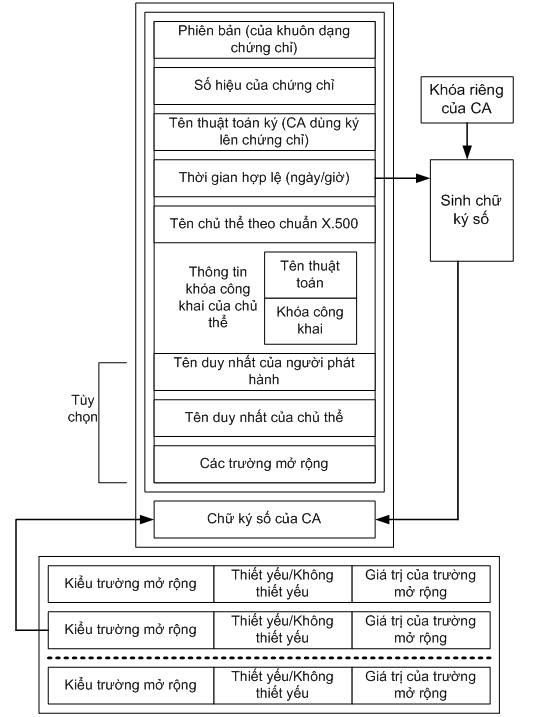 Phiên bản (của khuôn dạng
chứng chỉ)
Số hiệu của chứng chỉ
Tên thuật toán ký (CA dùng ký
lên chứng chỉ)
Thời gian hợp lệ (ngày/giờ)
Tên chủ thể theo chuẩn X.500
Thông tin
khóa công
khai của chủ
thể
Tên thuật
toán
Khóa công
khai
Tên duy nhất của người phát
hành
Tên duy nhất của chủ thể
Các trường mở rộng
Tùy
chọn
Khóa riêng
của CA
Sinh chữ
ký số
Chữ ký số của CA
Kiểu trường mở rộng
Thiết yếu/Không
thiết yếu
Giá trị của trường
mở rộng
Kiểu trường mở rộng
Thiết yếu/Không
thiết yếu
Giá trị của trường
mở rộng
Kiểu trường mở rộng
Thiết yếu/Không
thiết yếu
Giá trị của trường
mở rộng